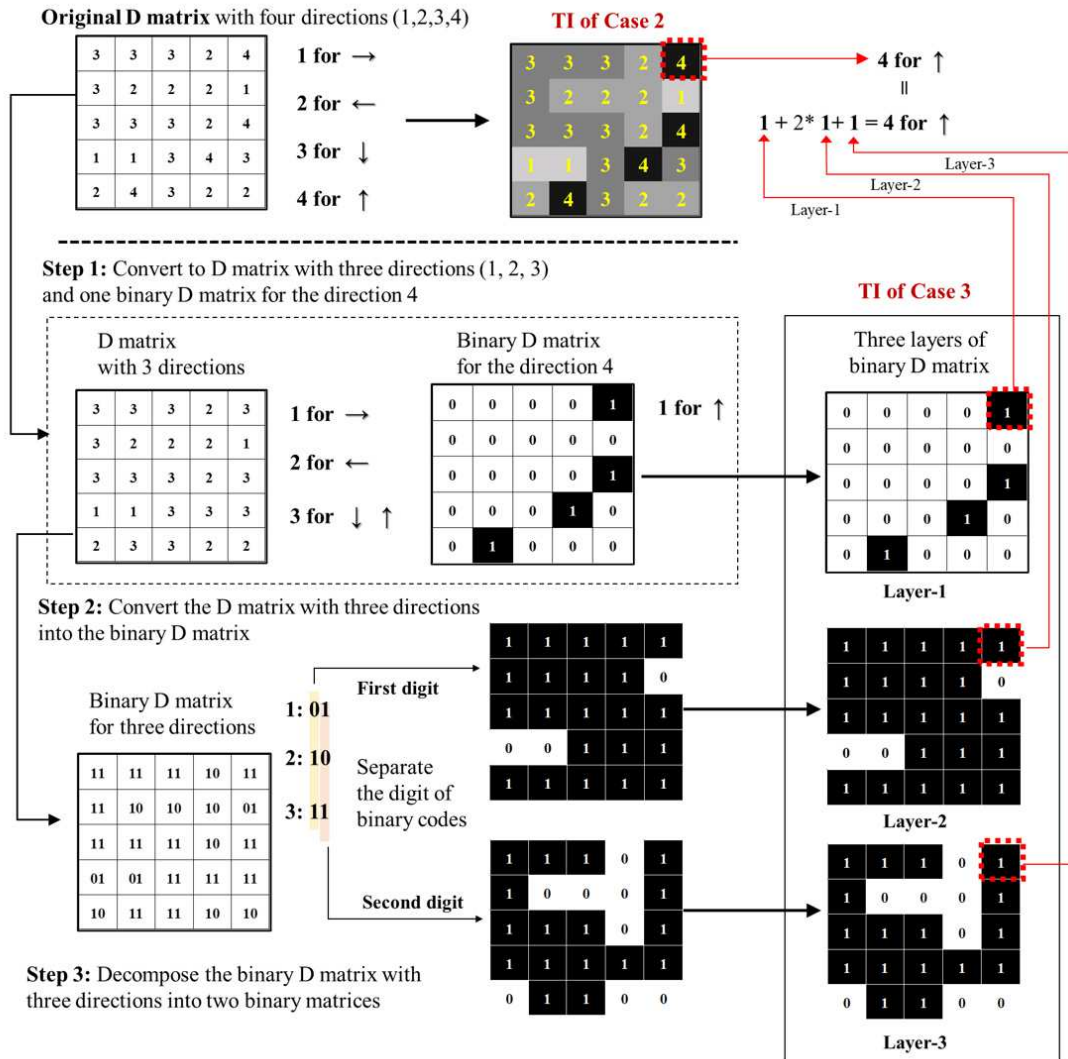 Original D matrix with four directions (1,2,3,4)
3 3 3 2 4
3 2 2 2 1
3 3 3 2 4
1 1 3 4 3
2 4 3 2 2
1 for →
2 for ←
3 for ↓
4 for ↑
TI of Case 2
3 3 3 2 4
3 2 2 2 1
3 3 3 2 4
1 1 3 4 3
2 4 3 2 2
4 for ↑
=
1 + 2* 1+ 1 = 4 for ↑
Layer-3
Layer-2
Layer-1
Step 1: Convert to D matrix with three directions (1, 2, 3)
and one binary D matrix for the direction 4
D matrix
with 3 directions
3 3 3 2 3
3 2 2 2 1
3 3 3 2 3
1 1 3 3 3
2 3 3 2 2
1 for →
2 for ←
3 for ↓ ↑
Binary D matrix
for the direction 4
0 0 0 0 1
0 0 0 0 0
0 0 0 0 1
0 0 0 1 0
0 1 0 0 0
1 for ↑
TI of Case 3
Three layers of
binary D matrix
0 0 0 0 1
0 0 0 0 0
0 0 0 0 1
0 0 0 1 0
0 1 0 0 0
Layer-1
Step 2: Convert the D matrix with three directions
into the binary D matrix
Binary D matrix
for three directions
11 11 11 10 11
11 10 10 10 01
11 11 11 10 11
01 01 11 11 11
10 11 11 10 10
1: 01
2: 10
3: 11
First digit
Separate
the digit of
binary codes
Second digit
1 1 1 1 1
1 1 1 1 0
1 1 1 1 1
0 0 1 1 1
1 1 1 1 1
1 1 1 1 1
1 1 1 1 0
1 1 1 1 1
0 0 1 1 1
1 1 1 1 1
Layer-2
1 1 1 0 1
1 0 0 0 1
1 1 1 0 1
1 1 1 1 1
0 1 1 0 0
1 1 1 0 1
1 0 0 0 1
1 1 1 0 1
1 1 1 1 1
0 1 1 0 0
Layer-3
Step 3: Decompose the binary D matrix with
three directions into two binary matrices